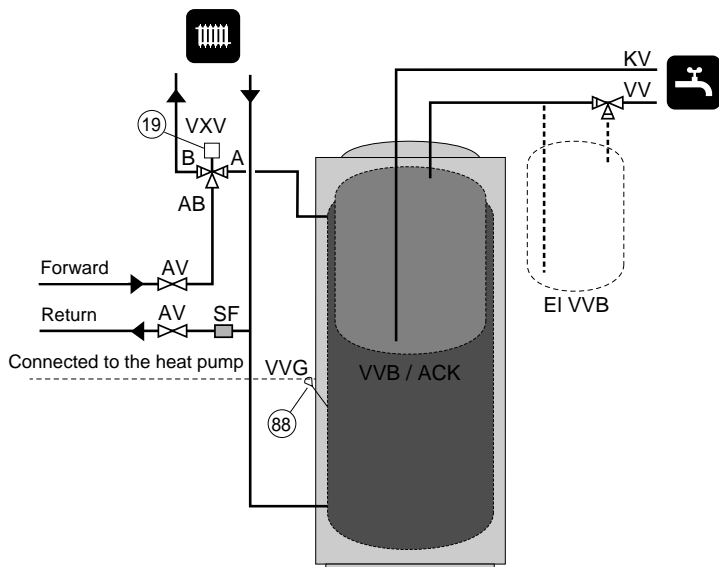 KV
VV
19
VXV
B
A
AB
Forward
AV
Return
AV
SF
EI VVB
Connected to the heat pump
VVG
VVB / ACK
88